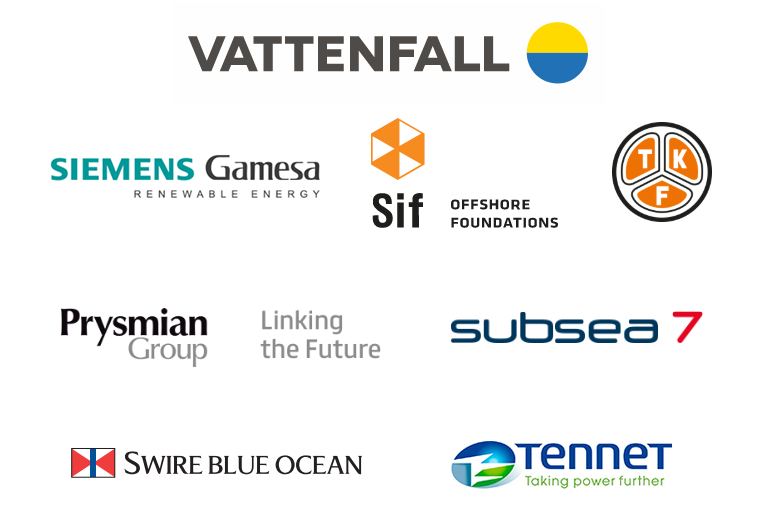 VATTENFALL
SIEMENS Gamesa
RENEWABLE ENERGY
Sif
OFFSHORE
FOUNDATIONS
T K
F
Prysmian
Group
Linking
the Future
subsea 7
SWIRE BLUE OCEAN
TENNET
Taking power further